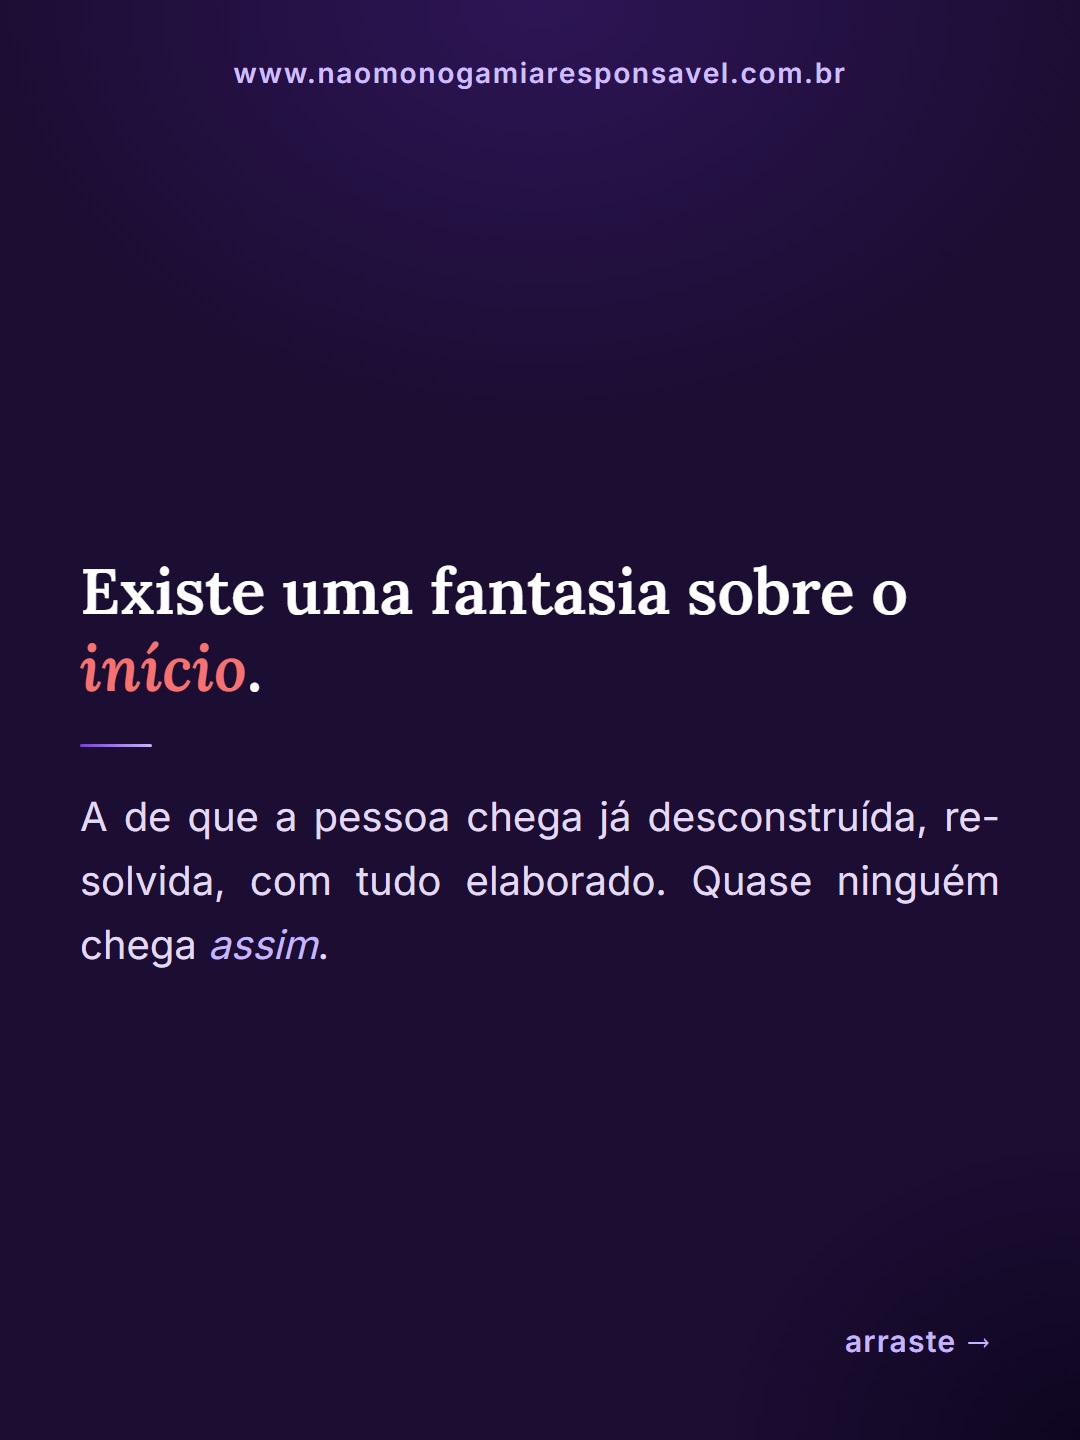 www.naomonogamiaresponsavel.com.br
Existe uma fantasia sobre o
início.
A de que a pessoa chega já desconstruída, re-
solvida, com tudo elaborado. Quase ninguém
chega assim.
arraste →